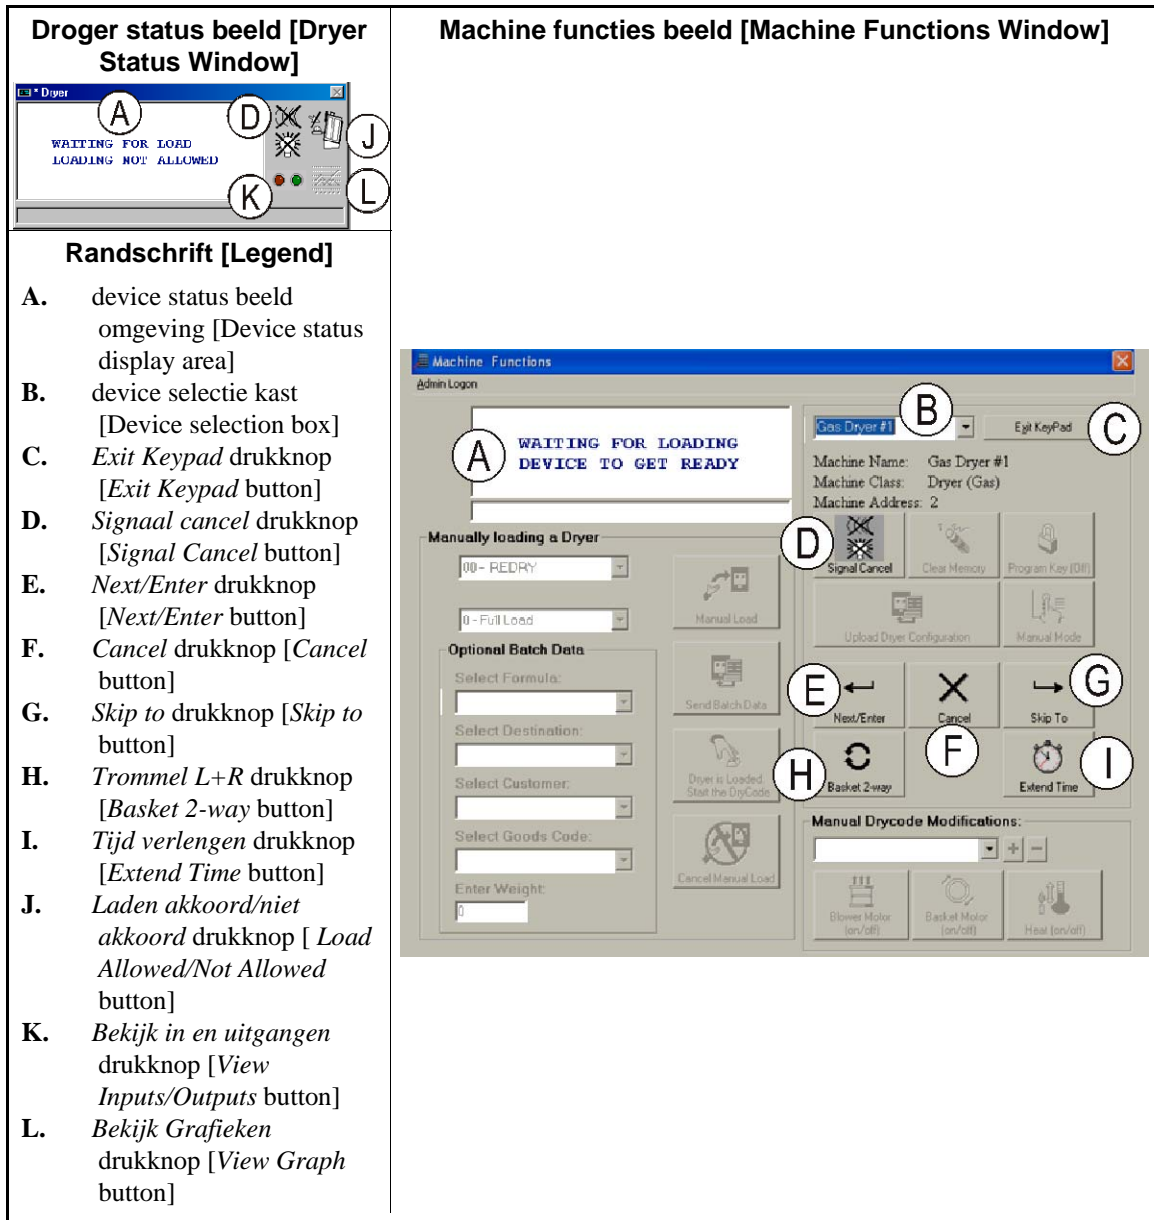 Droger status beeld [Dryer
Status Window]
* Dryer
A
D
J
WAITING FOR LOAD
LOADING NOT ALLOWED
K
L
Randschrift [Legend]
A. device status beeld
omgeving [Device status
display area]
B. device selectie kast
[Device selection box]
C. Exit Keypad drukknop
[Exit Keypad button]
D. Signaal cancel drukknop
[Signal Cancel button]
E. Next/Enter drukknop
[Next/Enter button]
F. Cancel drukknop [Cancel
button]
G. Skip to drukknop [Skip to
button]
H. Trommel L+R drukknop
[Basket 2-way button]
I. Tijd verlengen drukknop
[Extend Time button]
J. Laden akkoord/niet
akkoord drukknop [ Load
Allowed/Not Allowed
button]
K. Bekijk in en uitgangen
drukknop [View
Inputs/Outputs button]
L. Bekijk Grafieken
drukknop [View Graph
button]
Machine functies beeld [Machine Functions Window]
Machine Functions
Admin Logon
A
WAITING FOR LOADING
DEVICE TO GET READY
Manually loading a Dryer
00 - REDRY
0 - Full Load
Manual Load
Optional Batch Data
Select Formula:
Select Destination:
Select Customer:
Select Goods Code:
Enter Weight:
0
Send Batch Data
Dryer is Loaded.
Start the DryCode
Cancel Manual Load
Gas Dryer #1
B
Exit KeyPad
C
Machine Name: Gas Dryer #1
Machine Class: Dryer (Gas)
Machine Address: 2
D
Signal Cancel
Clear Memory
Program Key (Off)
Upload Dryer Configuration
Manual Mode
E
Next/Enter
Cancel
F
Skip To
G
H
Basket 2-way
Extend Time
I
Manual Drycode Modifications:
+
-
Blower Motor
(on/off)
Basket Motor
(on/off)
Heat (on/off)